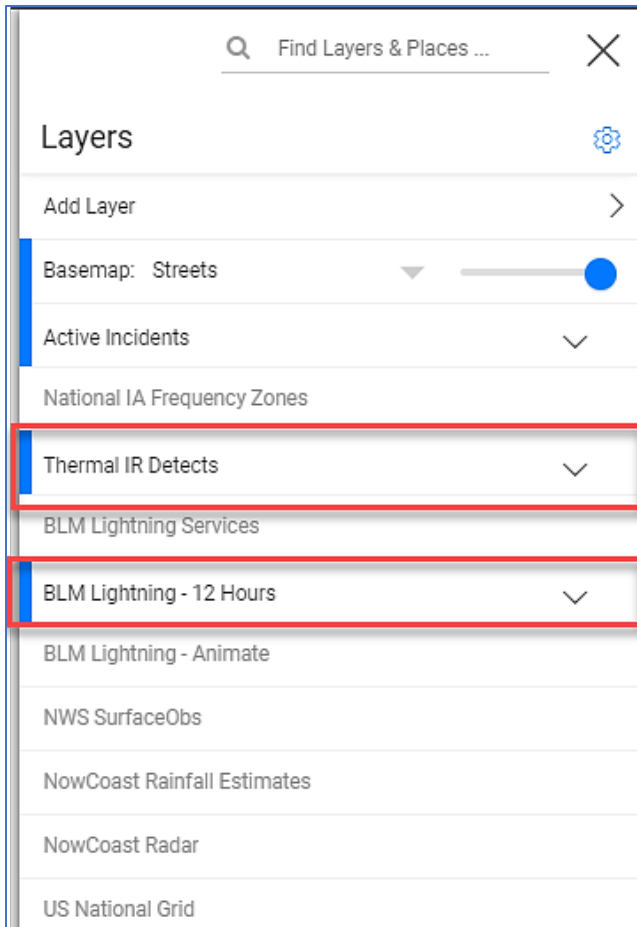 Find Layers & Places ...
Layers
Add Layer
Basemap: Streets
Active Incidents
National IA Frequency Zones
Thermal IR Detects
BLM Lightning Services
BLM Lightning - 12 Hours
BLM Lightning - Animate
NWS SurfaceObs
NowCoast Rainfall Estimates
NowCoast Radar
US National Grid